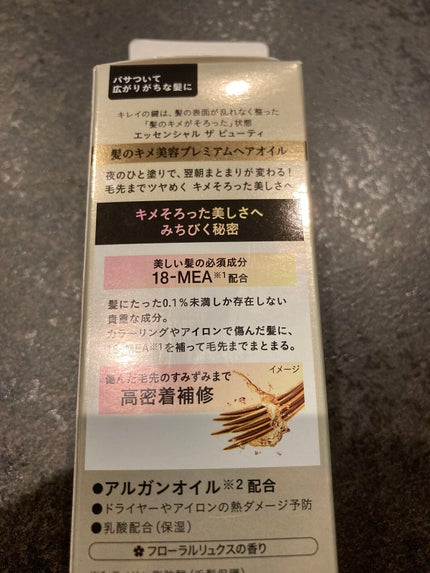 パサついて
広がりがちな髪に
キレイの鍵は、髪の表面が乱れなく整った
「髪のキメがそろった」状態
エッセンシャル ザ ビューティ
髪のキメ美容プレミアムヘアオイル
夜のひと塗りで、翌朝まとまりが変わる!
毛先までツヤめく キメそろった美しさへ
キメそろった美しさへ
みちびく秘密
美しい髪の必須成分
18-MEA※1配合
髪にたった0.1%未満しか存在しない
貴重な成分。
カラーリングやアイロンで傷んだ髪に、
MEA※1を補って毛先までまとまる。
傷んだ毛先のすみずみまで
高密着補修
イメージ
●アルガンオイル※2配合
●ドライヤーやアイロンの熱ダメージ予防
●乳酸配合(保湿)
フローラルリュクスの香り